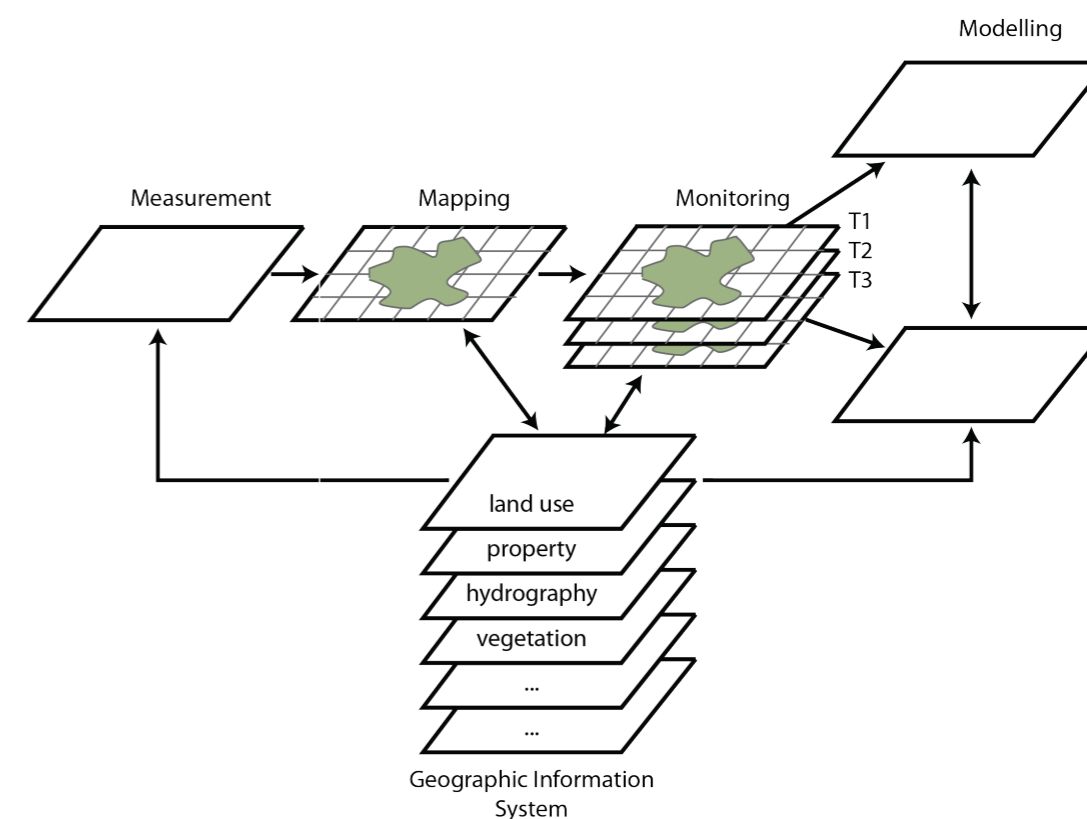 Modelling
Measurement
Mapping
Monitoring
T1
T2
T3
land use
property
hydrography
vegetation
...
...
Geographic Information
System